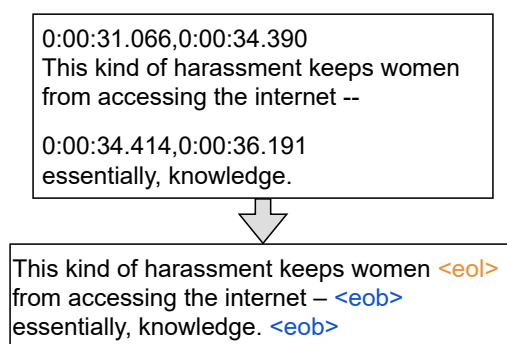 0:00:31.066,0:00:34.390
This kind of harassment keeps women
from accessing the internet --
0:00:34.414,0:00:36.191
essentially, knowledge.
This kind of harassment keeps women <eol>
from accessing the internet – <eob>
essentially, knowledge. <eob>